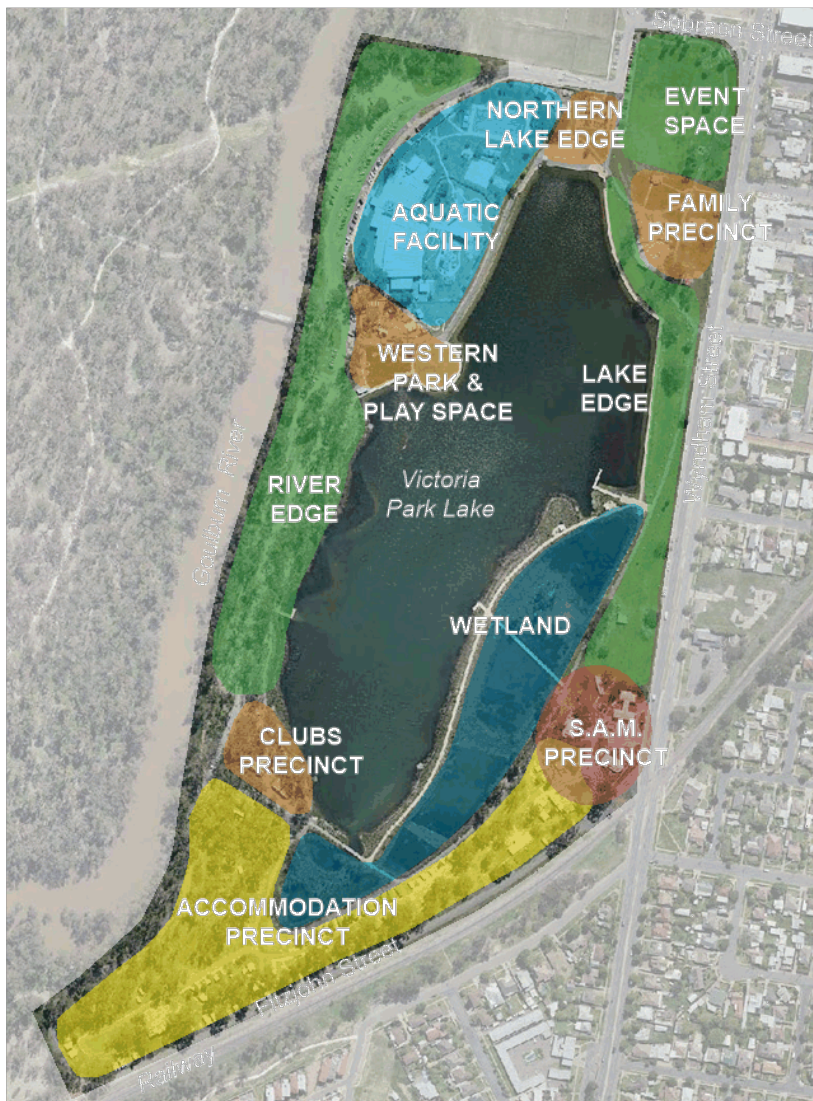 Sobraon Street
NORTHERN
LAKE EDGE
EVENT
SPACE
AQUATIC
FACILITY
FAMILY
PRECINCT
WESTERN
PARK &
PLAY SPACE
LAKE
EDGE
Wyndham Street
Goulburn River
RIVER
EDGE
Victoria
Park Lake
WETLAND
CLUBS
PRECINCT
S.A.M.
PRECINCT
ACCOMMODATION
PRECINCT
Fitzjohn Street
Railway